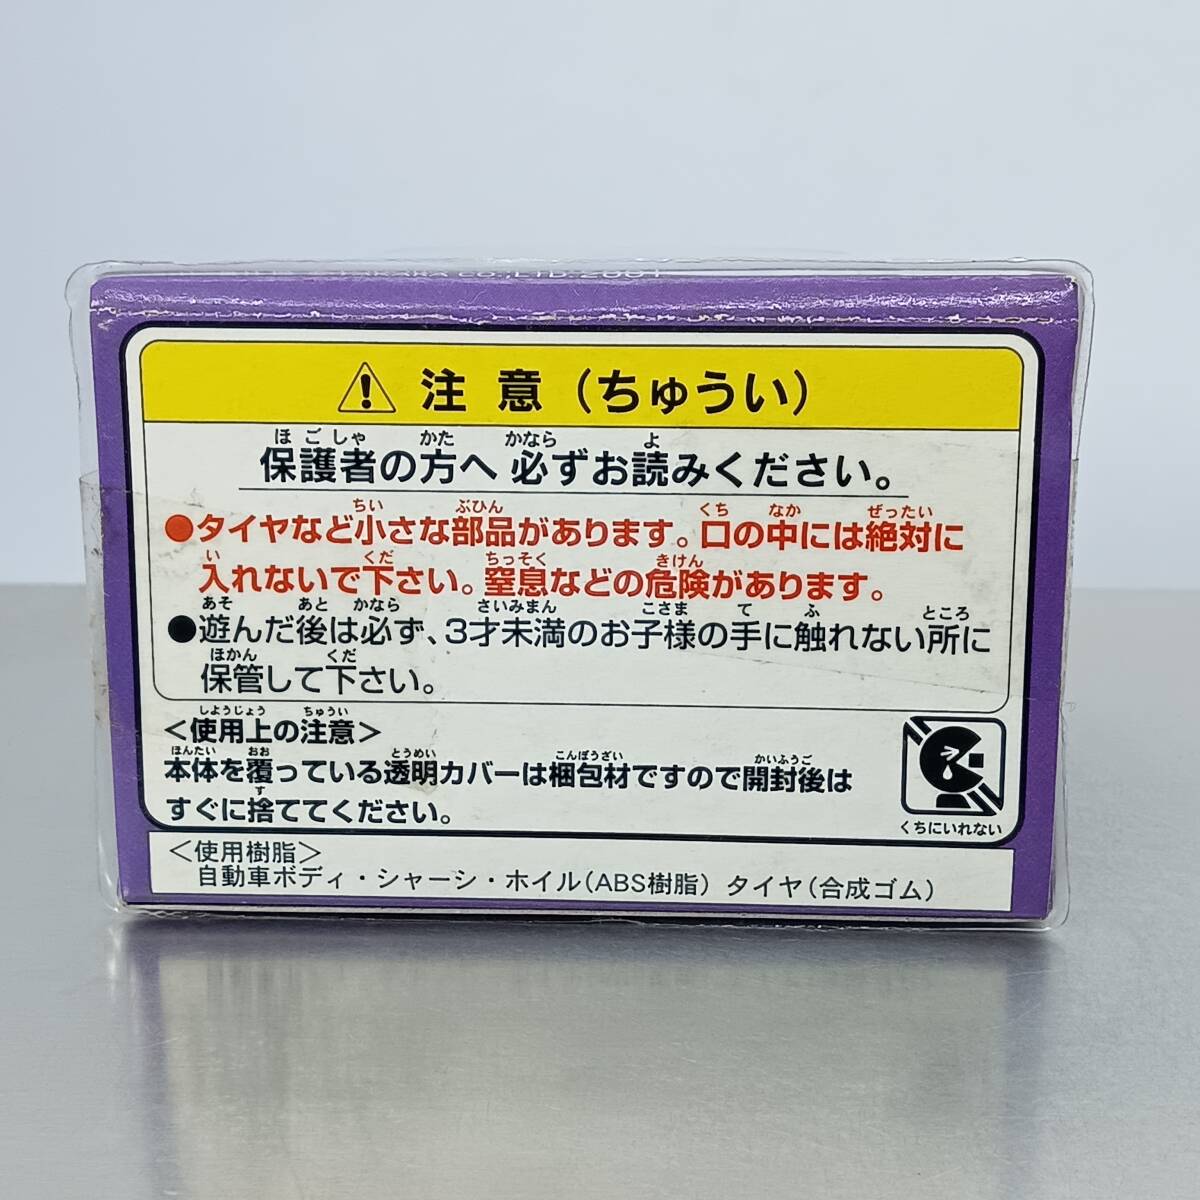 TAKARA CO.,LTD.2001
注 意 (ちゅうい)
ほごしゃ かた かなら よ
保護者の方へ 必ずお読みください。
ちい ぶひん くち なか ぜったい
●タイヤなど小さな部品があります。口の中には絶対に
い くだ ちっそく きけん
入れないで下さい。窒息などの危険があります。
あそ あと かなら さいみまん こさま て ふ ところ
●遊んだ後は必ず、3才未満のお子様の手に触れない所に
ほかん くだ
保管して下さい。
しようじょう ちゅうい
<使用上の注意>
ほんたい おお とうめい こんぽうざい かいふうご
本体を覆っている透明カバーは梱包材ですので開封後は
す
すぐに捨ててください。
くちにいれない
<使用樹脂>
自動車ボディ・シャーシ・ホイル(ABS樹脂) タイヤ(合成ゴム)